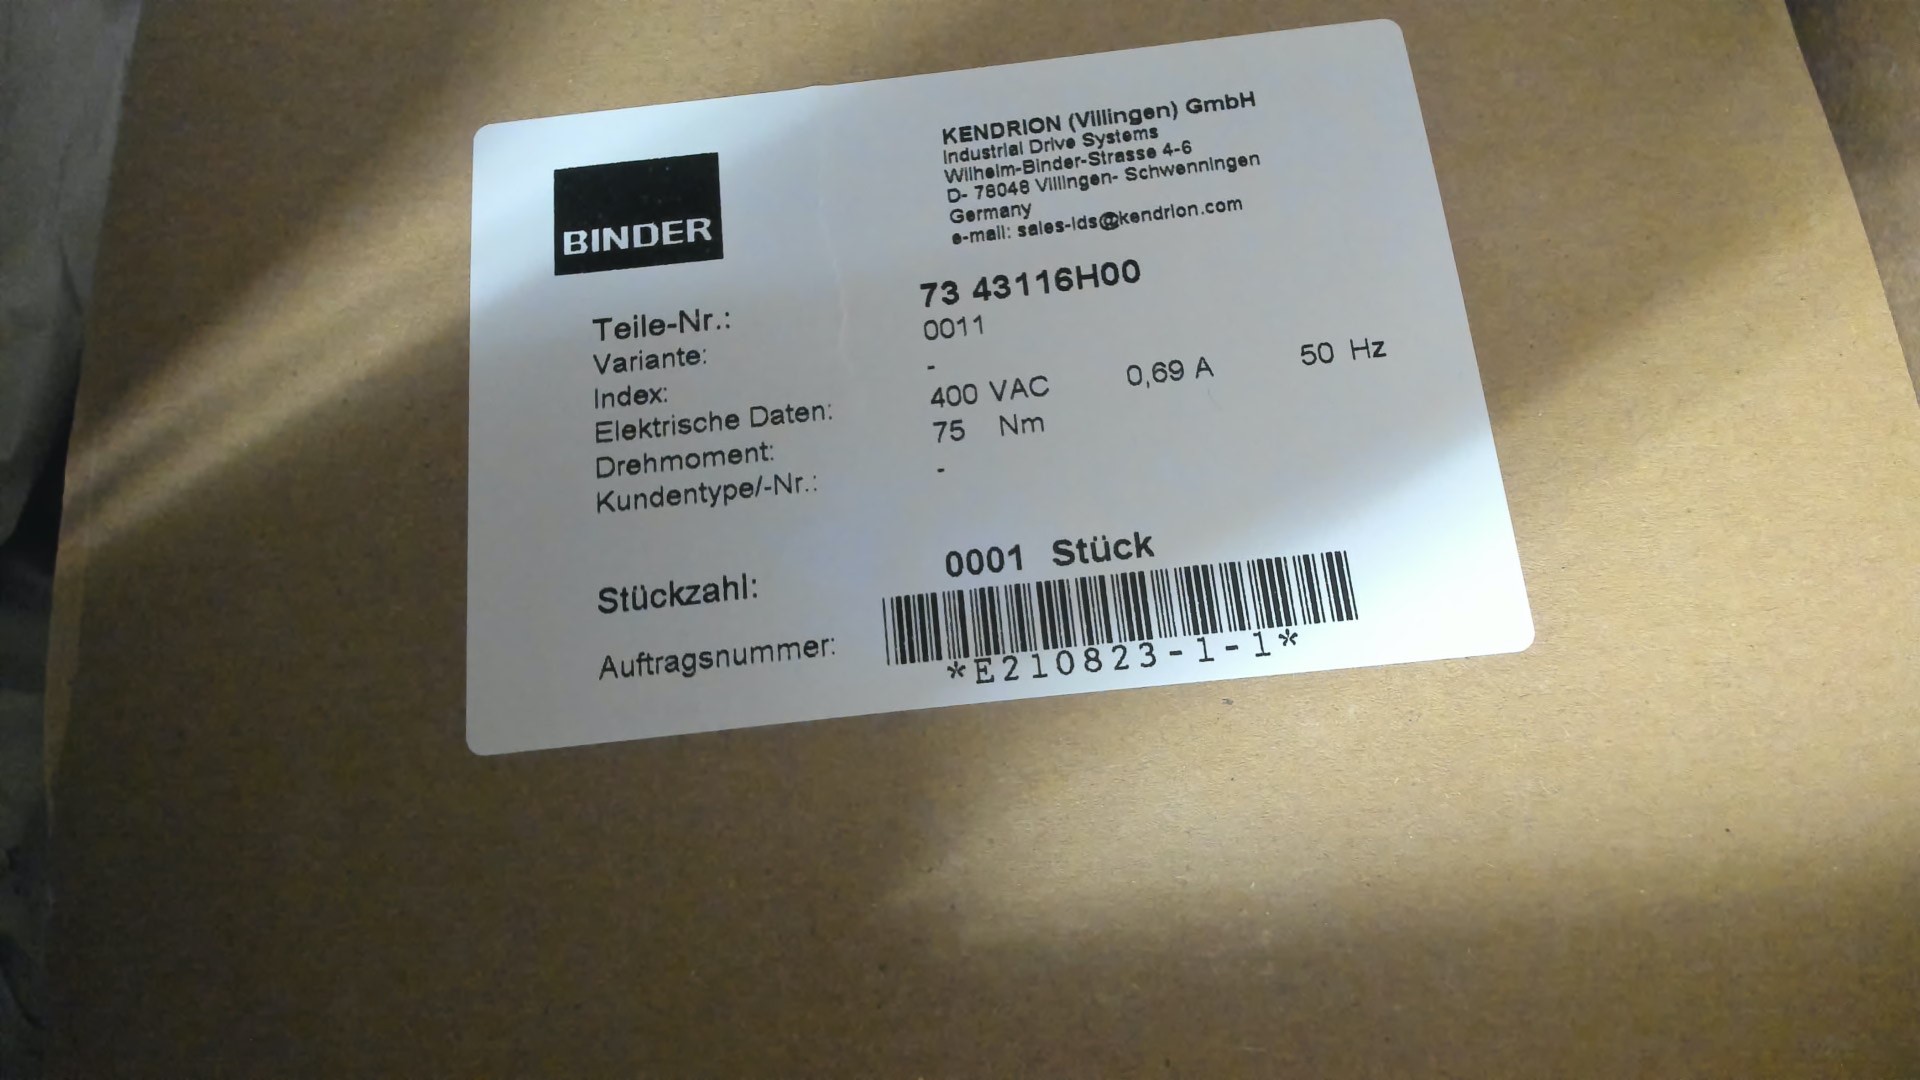 BINDER
KENDRION (Villingen) GmbH
Industrial Drive Systems
Wilhelm-Binder-Strasse 4-6
D- 78048 Villingen- Schwenningen
Germany
e-mail: sales-ids@kendrion.com
Teile-Nr.: 73 43116H00
Variante: 0011
Index: -
Elektrische Daten: 400 VAC 0,69 A 50 Hz
Drehmoment: 75 Nm
Kundentype/-Nr.: -
Stückzahl: 0001 Stück
Auftragsnummer: *E210823-1-1*